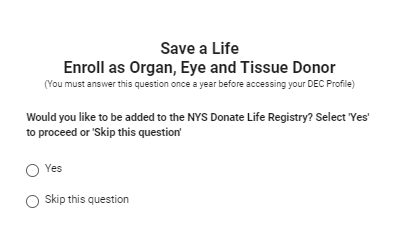 Save a Life
Enroll as Organ, Eye and Tissue Donor
(You must answer this question once a year before accessing your DEC Profile)
Would you like to be added to the NYS Donate Life Registry? Select 'Yes'
to proceed or 'Skip this question'
Yes
Skip this question